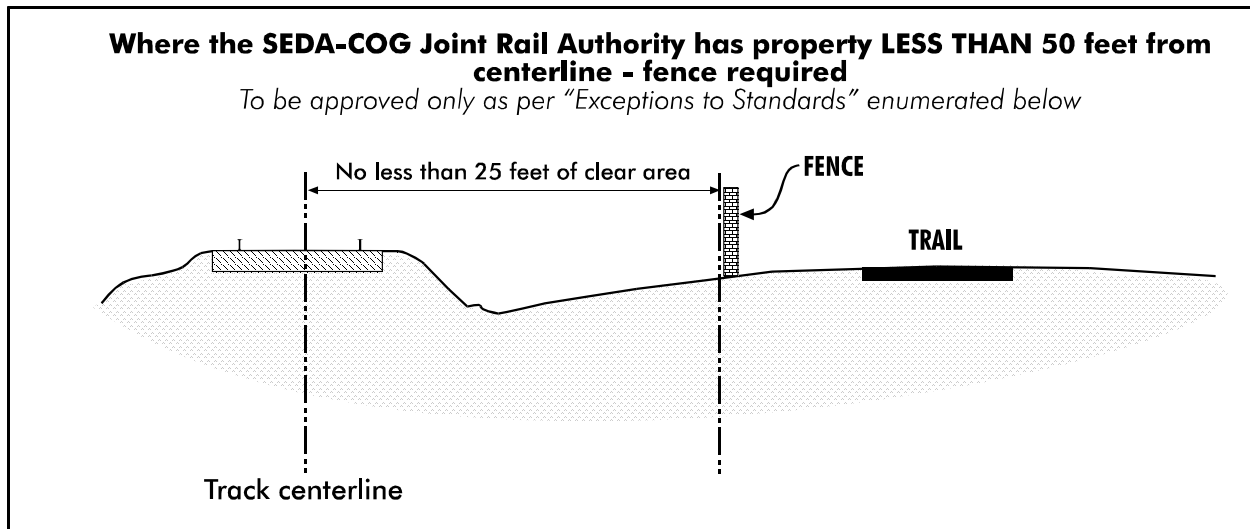 Where the SEDA-COG Joint Rail Authority has property LESS THAN 50 feet from
centerline - fence required
To be approved only as per “Exceptions to Standards” enumerated below
No less than 25 feet of clear area
FENCE
TRAIL
Track centerline